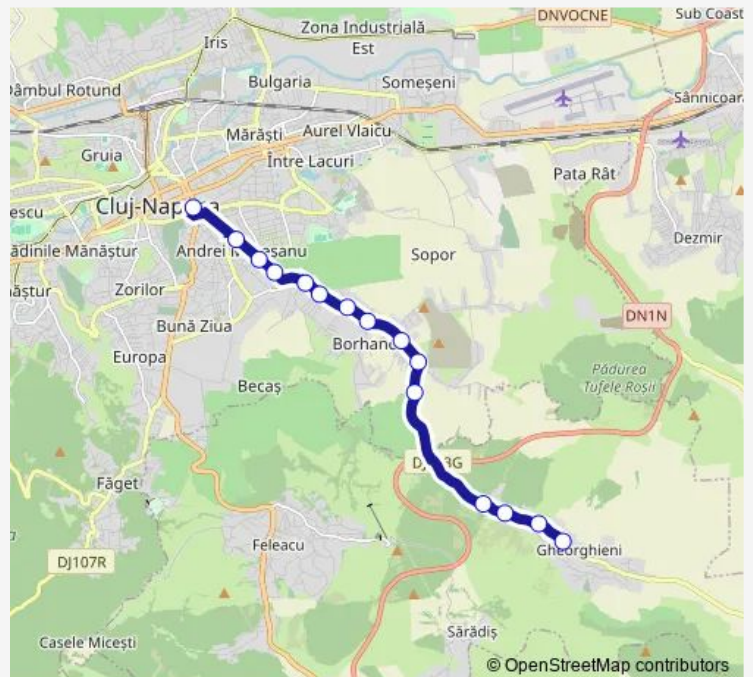 DNVOCNE
Sub Coast
Zona Industrială
Est
Iris
Bulgaria
Someșeni
Dâmbul Rotund
Sânnicoar
Mărăști
Aurel Vlaicu
Gruia
Între Lacuri
Pata Rât
escu
Cluj-Nap
a
ădinile Mănăștur
Andrei M
eșanu
Sopor
Dezmir
năștur
Zorilor
DN1N
Bună Ziua
Borhanc
Europa
Pădurea
Tufele Roșii
Becaș
DJ
3G
Făget
Feleacu
Gheorghieni
DJ107R
Sărădiș
Casele Micești
© OpenStreetMap contributors